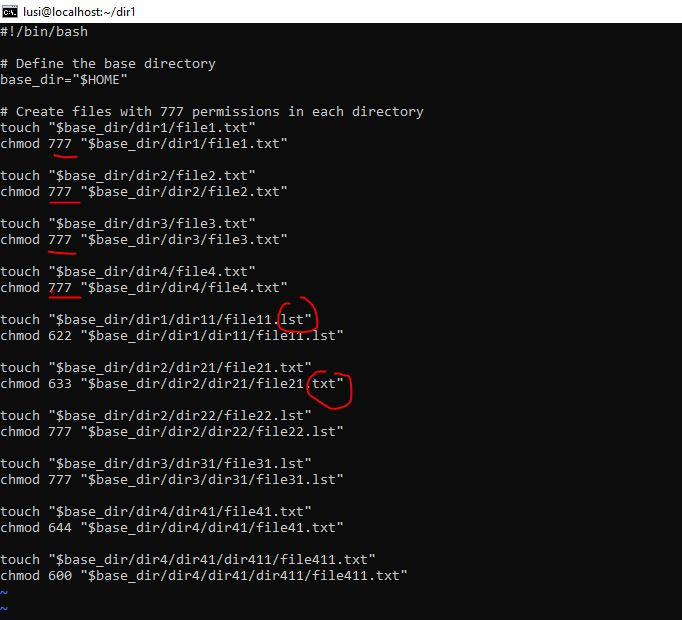 lusi@localhost:~/dir1
#!/bin/bash
# Define the base directory
base_dir="$HOME"
# Create files with 777 permissions in each directory
touch "$base_dir/dir1/file1.txt"
chmod 777 "$base_dir/dir1/file1.txt"
touch "$base_dir/dir2/file2.txt"
chmod 777 "$base_dir/dir2/file2.txt"
touch "$base_dir/dir3/file3.txt"
chmod 777 "$base_dir/dir3/file3.txt"
touch "$base_dir/dir4/file4.txt"
chmod 777 "$base_dir/dir4/file4.txt"
touch "$base_dir/dir1/dir11/file11.lst"
chmod 622 "$base_dir/dir1/dir11/file11.lst"
touch "$base_dir/dir2/dir21/file21.txt"
chmod 633 "$base_dir/dir2/dir21/file21.txt"
touch "$base_dir/dir2/dir22/file22.lst"
chmod 777 "$base_dir/dir2/dir22/file22.lst"
touch "$base_dir/dir3/dir31/file31.lst"
chmod 777 "$base_dir/dir3/dir31/file31.lst"
touch "$base_dir/dir4/dir41/file41.txt"
chmod 644 "$base_dir/dir4/dir41/file41.txt"
touch "$base_dir/dir4/dir41/dir411/file411.txt"
chmod 600 "$base_dir/dir4/dir41/dir411/file411.txt"
~
~